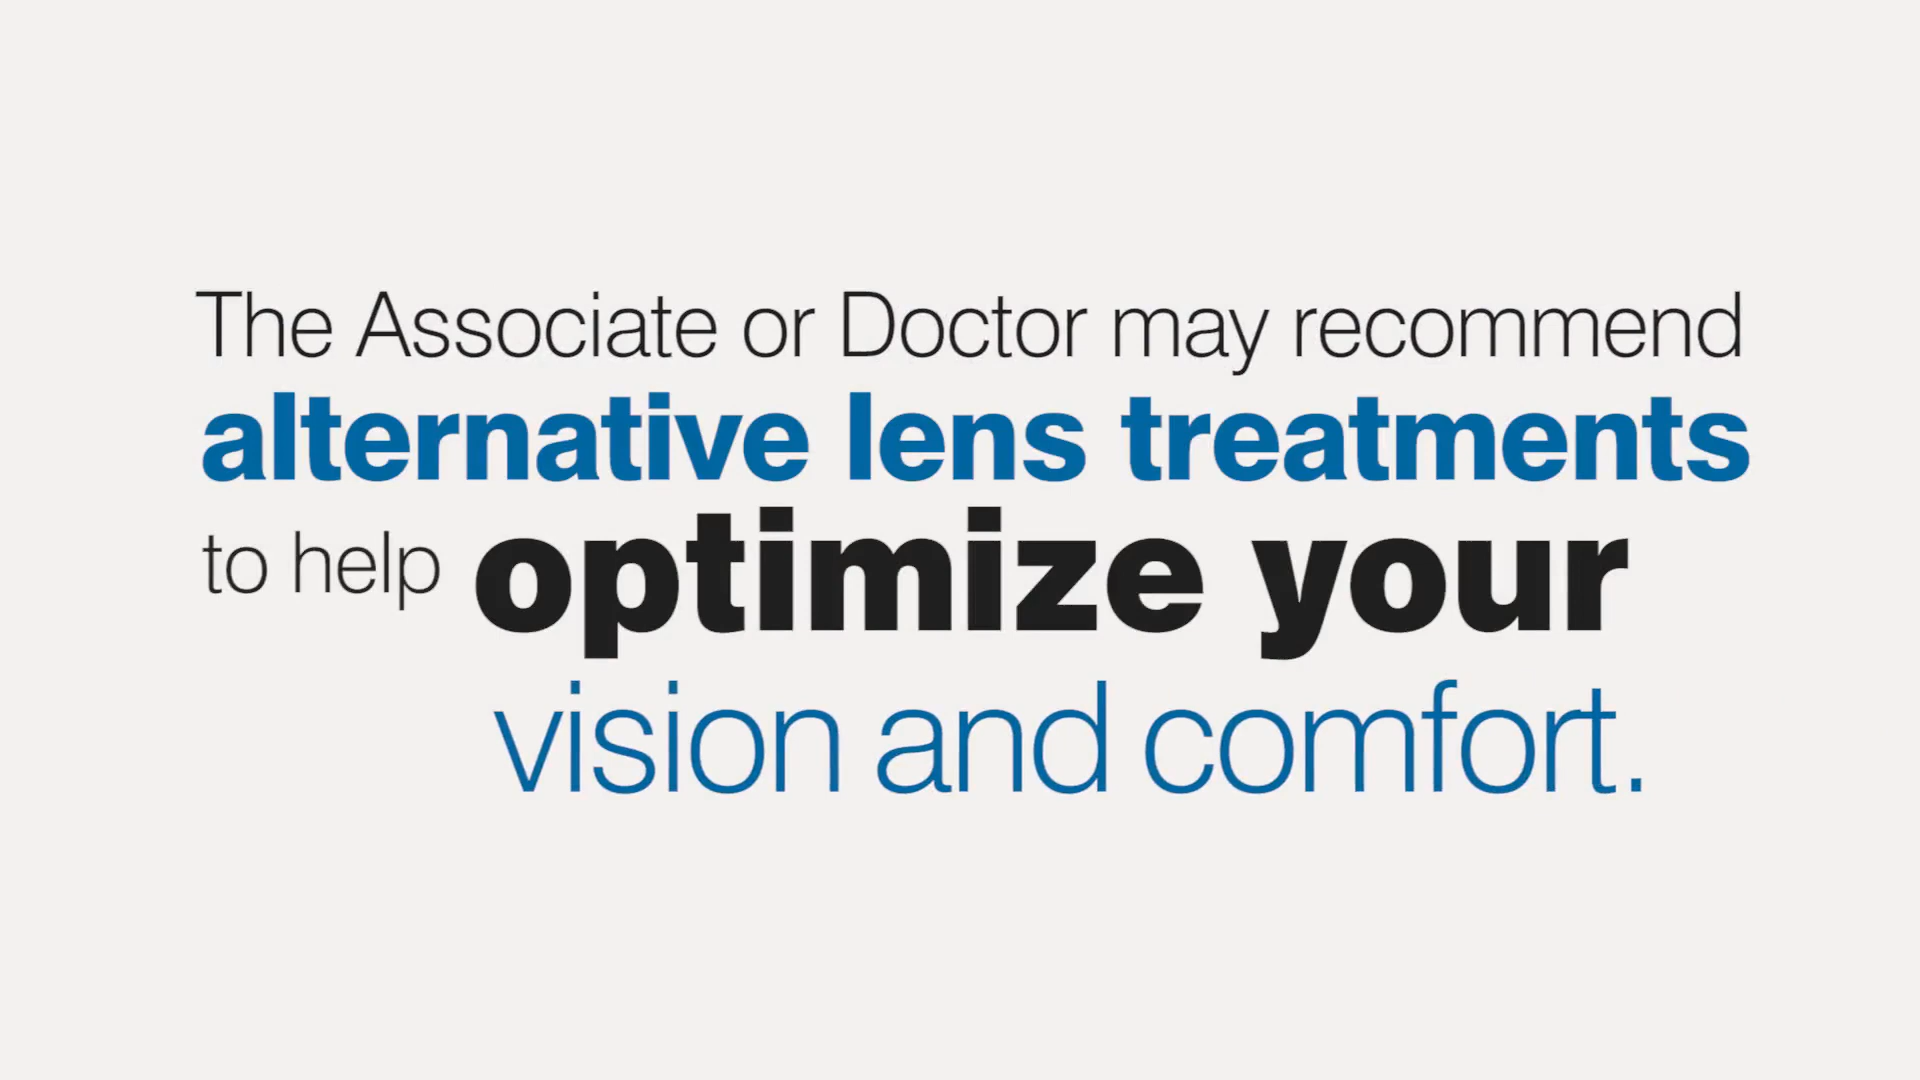 The Associate or Doctor may recommend
alternative lens treatments
to help optimize your
vision and comfort.